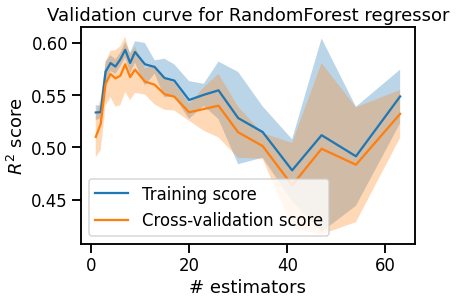 Validation curve for RandomForest regressor
0.60
0.55
0.50
0.45
R² score
Training score
Cross-validation score
0
20
40
60
# estimators